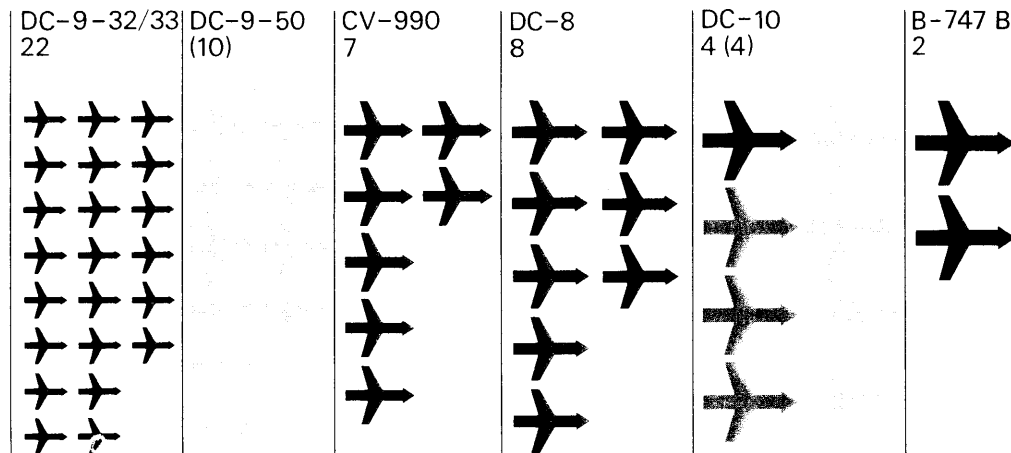 DC-9-32/33
22
DC-9-50
(10)
CV-990
7
DC-8
8
DC-10
4 (4)
B-747 B
2